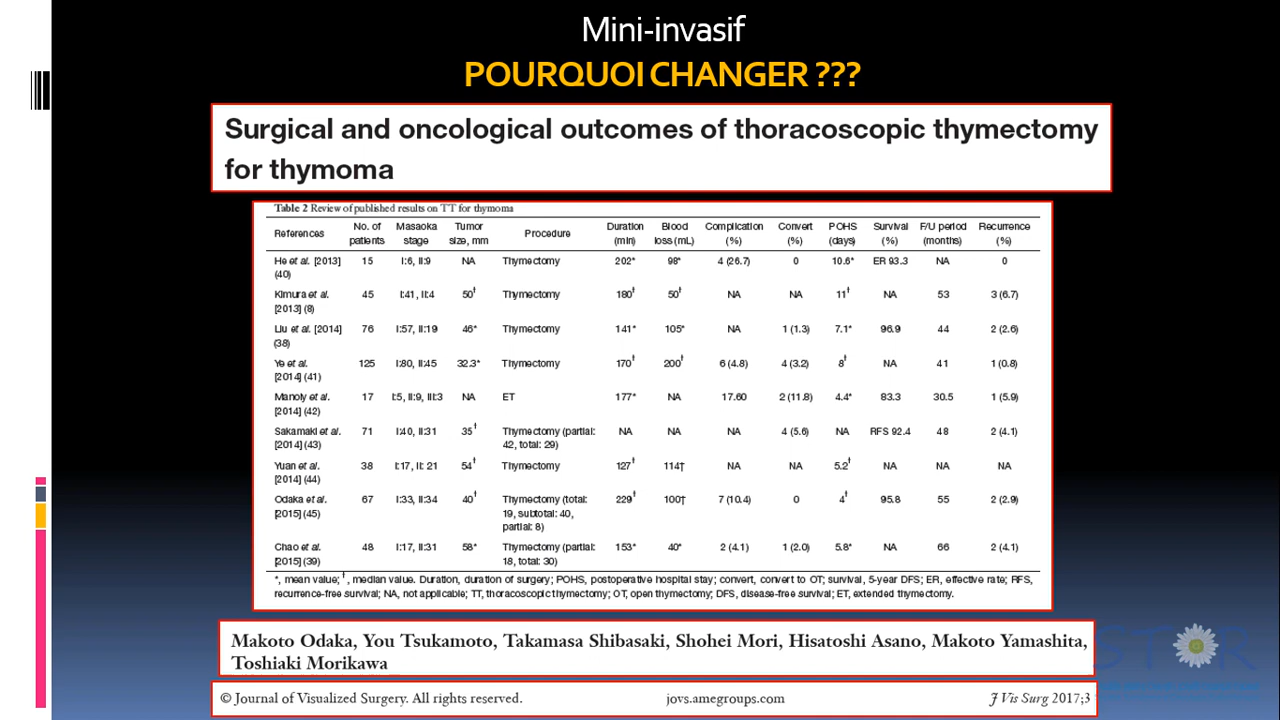 Mini-invasif
POURQUOI CHANGER ???
Surgical and oncological outcomes of thoracoscopic thymectomy
for thymoma
Table 2 Review of published results on TT for thymoma
References No. of patients Masaoka stage Tumor size, mm Procedure Duration (min) Blood loss (mL) Complication (%) Convert (%) POHS (days) Survival (%) F/U period (months) Recurrence (%)
He et al. [2013] (40) 15 I:6, II:9 NA Thymectomy 202* 98* 4 (26.7) 0 10.6* ER 93.3 NA 0
Kimura et al. [2013] (8) 45 I:41, II:4 50† Thymectomy 180† 50† NA NA 11† NA 53 3 (6.7)
Liu et al. [2014] (38) 76 I:57, II:19 46* Thymectomy 141* 105* NA 1 (1.3) 7.1* 96.9 44 2 (2.6)
Ye et al. [2014] (41) 125 I:80, II:45 32.3* Thymectomy 170† 200† 6 (4.8) 4 (3.2) 8† NA 41 1 (0.8)
Manoly et al. [2014] (42) 17 I:5, II:9, III:3 NA ET 177* NA 17.60 2 (11.8) 4.4* 83.3 30.5 1 (5.9)
Sakamaki et al. [2014] (43) 71 I:40, II:31 35† Thymectomy (partial: 42, total: 29) NA NA NA 4 (5.6) NA RFS 92.4 48 2 (4.1)
Yuan et al. [2014] (44) 38 I:17, II: 21 54† Thymectomy 127† 114† NA NA 5.2† NA NA NA
Odaka et al. [2015] (45) 67 I:33, II:34 40† Thymectomy (total: 19, subtotal: 40, partial: 8) 229† 100† 7 (10.4) 0 4† 95.8 55 2 (2.9)
Chao et al. [2015] (39) 48 I:17, II:31 58* Thymectomy (partial: 18, total: 30) 153* 40* 2 (4.1) 1 (2.0) 5.8* NA 66 2 (4.1)
*, mean value; †, median value. Duration, duration of surgery; POHS, postoperative hospital stay; convert, convert to OT; survival, 5-year DFS; ER, effective rate; RFS,
recurrence-free survival; NA, not applicable; TT, thoracoscopic thymectomy; OT, open thymectomy; DFS, disease-free survival; ET, extended thymectomy.
Makoto Odaka, You Tsukamoto, Takamasa Shibasaki, Shohei Mori, Hisatoshi Asano, Makoto Yamashita,
Toshiaki Morikawa
© Journal of Visualized Surgery. All rights reserved. jovs.amegroups.com J Vis Surg 2017;3